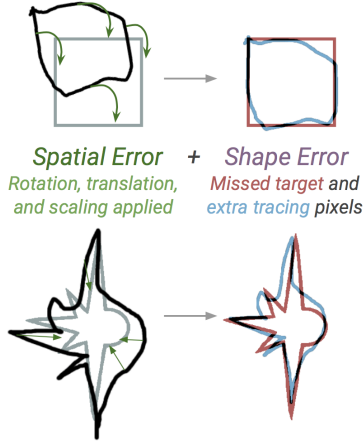 Spatial Error + Shape Error
Rotation, translation, and scaling applied
Missed target and extra tracing pixels